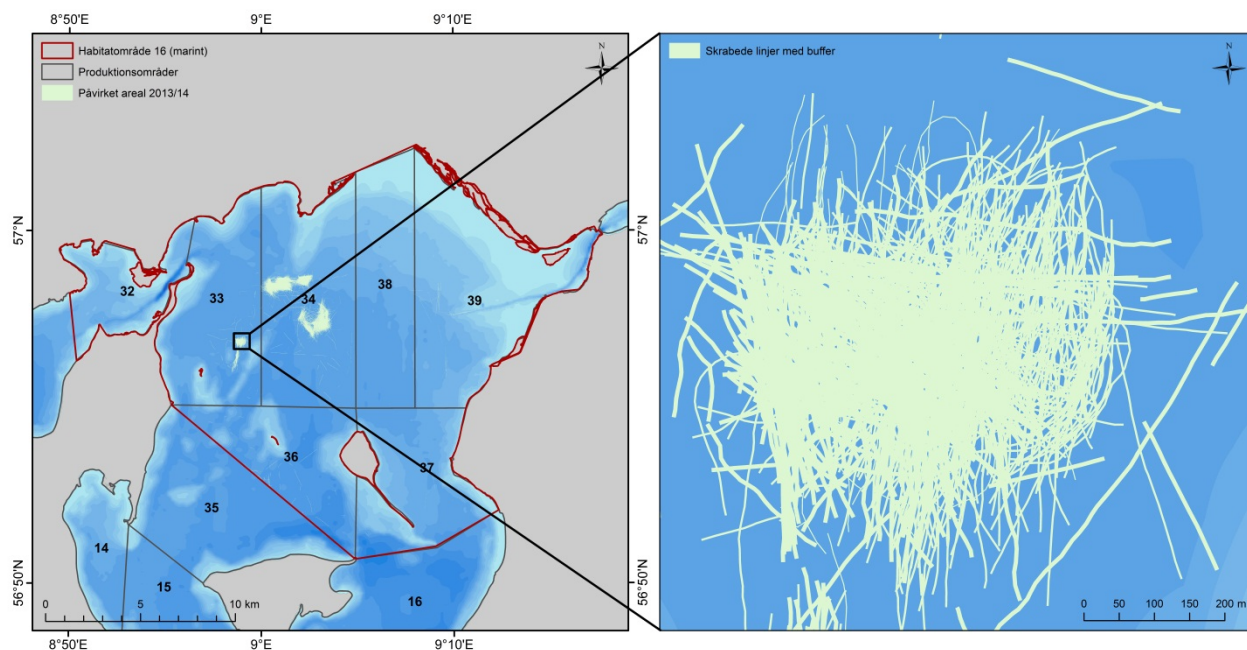 8°50'E
9°E
9°10'E
N
Habitatområde 16 (marint)
Produktionsområder
Påvirket areal 2013/14
57°N
32
33
34
38
39
36
37
35
14
15
16
56°50'N
0 5 10 km
8°50'E
9°E
9°10'E
N
Skrabede linjer med buffer
57°N
56°50'N
0 50 100 150 200 m